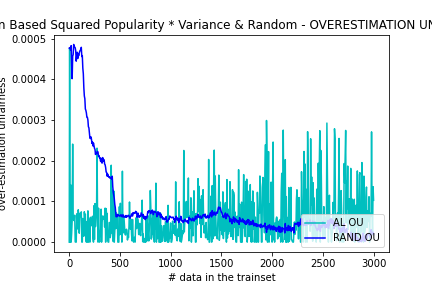 Based Squared Popularity * Variance & Random - OVERESTIMATION
over-estimation unfairness
0.0005
0.0004
0.0003
0.0002
0.0001
0.0000
0
500
1000
1500
2000
2500
3000
# data in the trainset
AL OU
RAND OU